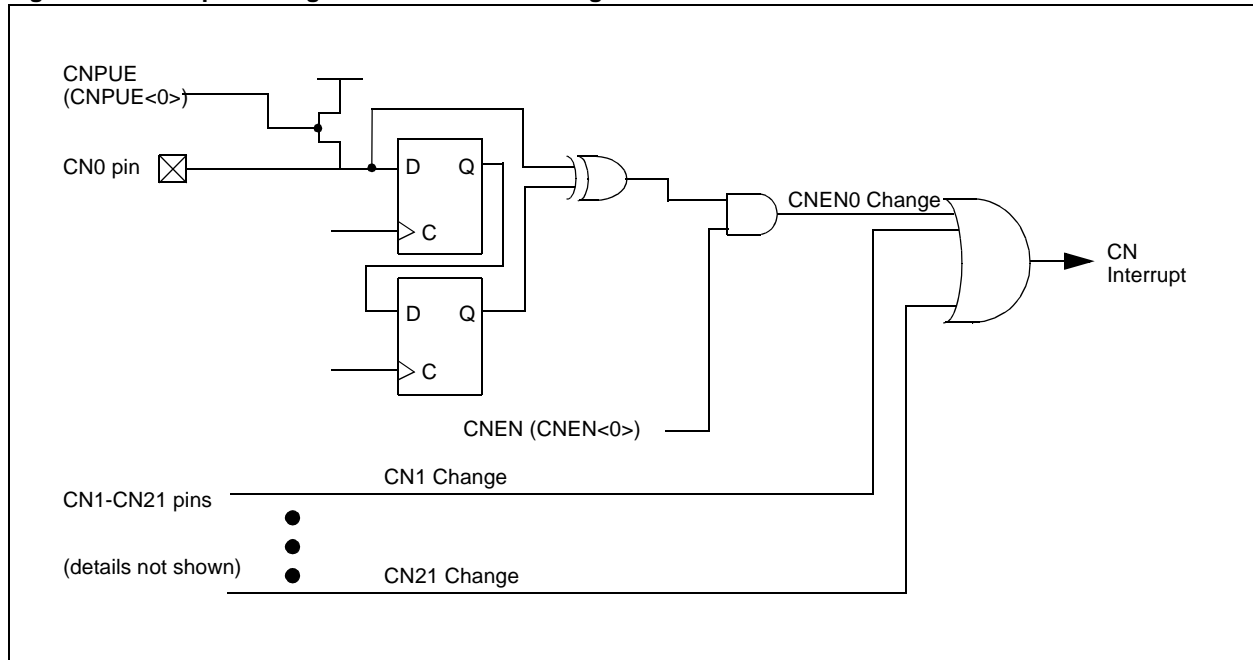 CNPUE
(CNPUE<0>)
CN0 pin
D Q
C
D Q
C
CNEN0 Change
CN
Interrupt
CNEN (CNEN<0>)
CN1 Change
CN1-CN21 pins
(details not shown)
CN21 Change